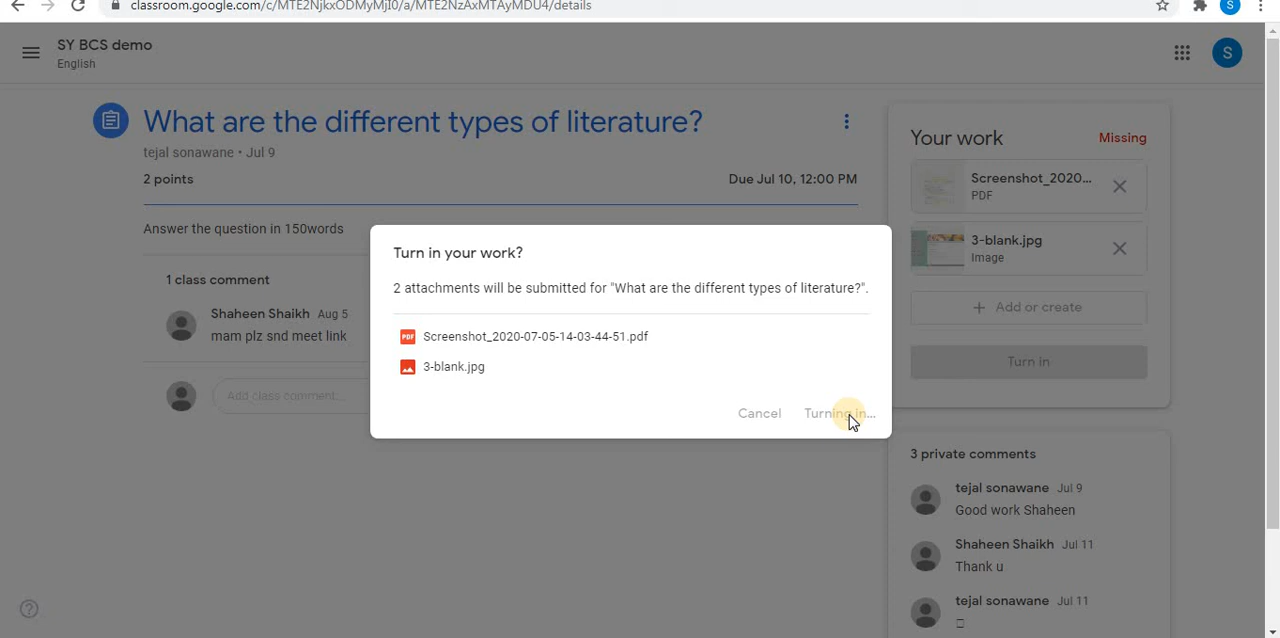 classroom.google.com/c/MTE2NjkxODMyMjI0/a/MTE2NzAxMTAyMDU4/details
S
SY BCS demo
English
S
What are the different types of literature?
tejal sonawane • Jul 9
2 points
Due Jul 10, 12:00 PM
Answer the question in 150words
1 class comment
Shaheen Shaikh Aug 5
mam plz snd meet link
Add class comment...
Your work
Missing
Screenshot_2020...
PDF
3-blank.jpg
Image
+ Add or create
Turn in
Turn in your work?
2 attachments will be submitted for "What are the different types of literature?".
PDF Screenshot_2020-07-05-14-03-44-51.pdf
3-blank.jpg
Cancel
Turning in...
3 private comments
tejal sonawane Jul 9
Good work Shaheen
Shaheen Shaikh Jul 11
Thank u
tejal sonawane Jul 11